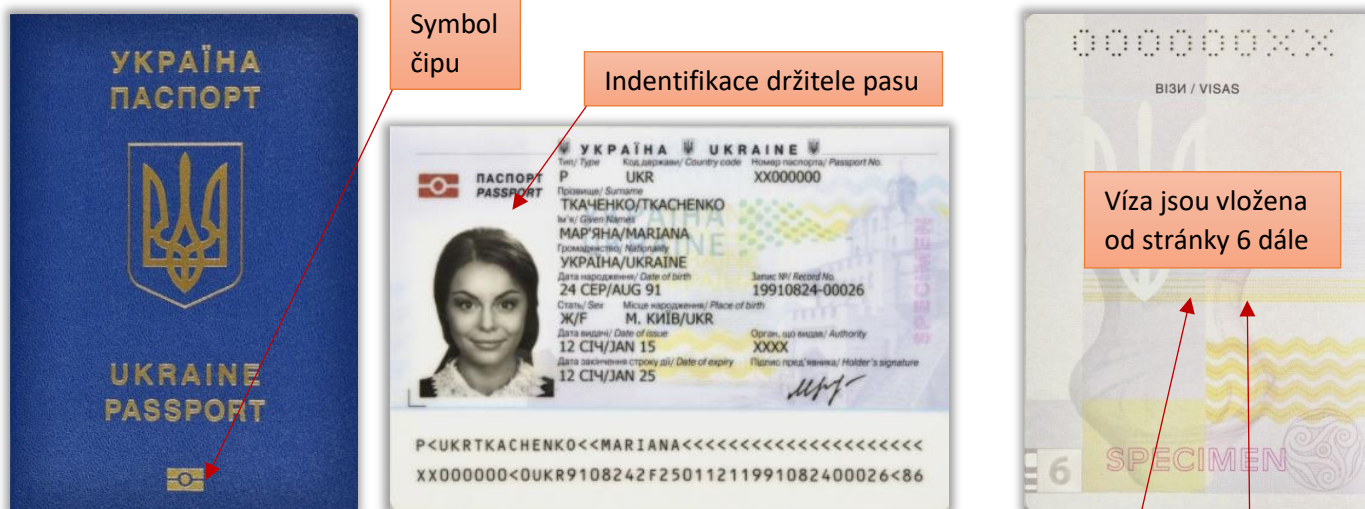 УКРАЇНА
ПАСПОРТ
UKRAINE
PASSPORT
Symbol
čipu
Indentifikace držitele pasu
УКРАЇНА UKRAINE
ПАСПОРТ
PASSPORT
Тип/ Type Код держави/ Country code Номер паспорта/ Passport No.
P UKR XX000000
Прізвище/ Surname
ТКАЧЕНКО/TKACHENKO
Ім'я/ Given Names
МАР'ЯНА/MARIANA
Громадянство/ Nationality
УКРАЇНА/UKRAINE
Дата народження/ Date of birth Запис №/ Record No.
24 СЕР/AUG 91 19910824-00026
Стать/ Sex Місце народження/ Place of birth
Ж/F М. КИЇВ/UKR
Дата видачі/ Date of issue Орган, що видав/ Authority
12 СІЧ/JAN 15 XXXX
Дата закінчення строку дії/ Date of expiry Підпис пред'явника/ Holder's signature
12 СІЧ/JAN 25
SPECIMEN
P<UKRTKACHENKO<<MARIANA<<<<<<<<<<<<<<<<<<<<<
XX000000<0UKR9108242F25011211991082400026<86
000000XX
ВІЗИ / VISAS
Víza jsou vložena
od stránky 6 dále
6 SPECIMEN